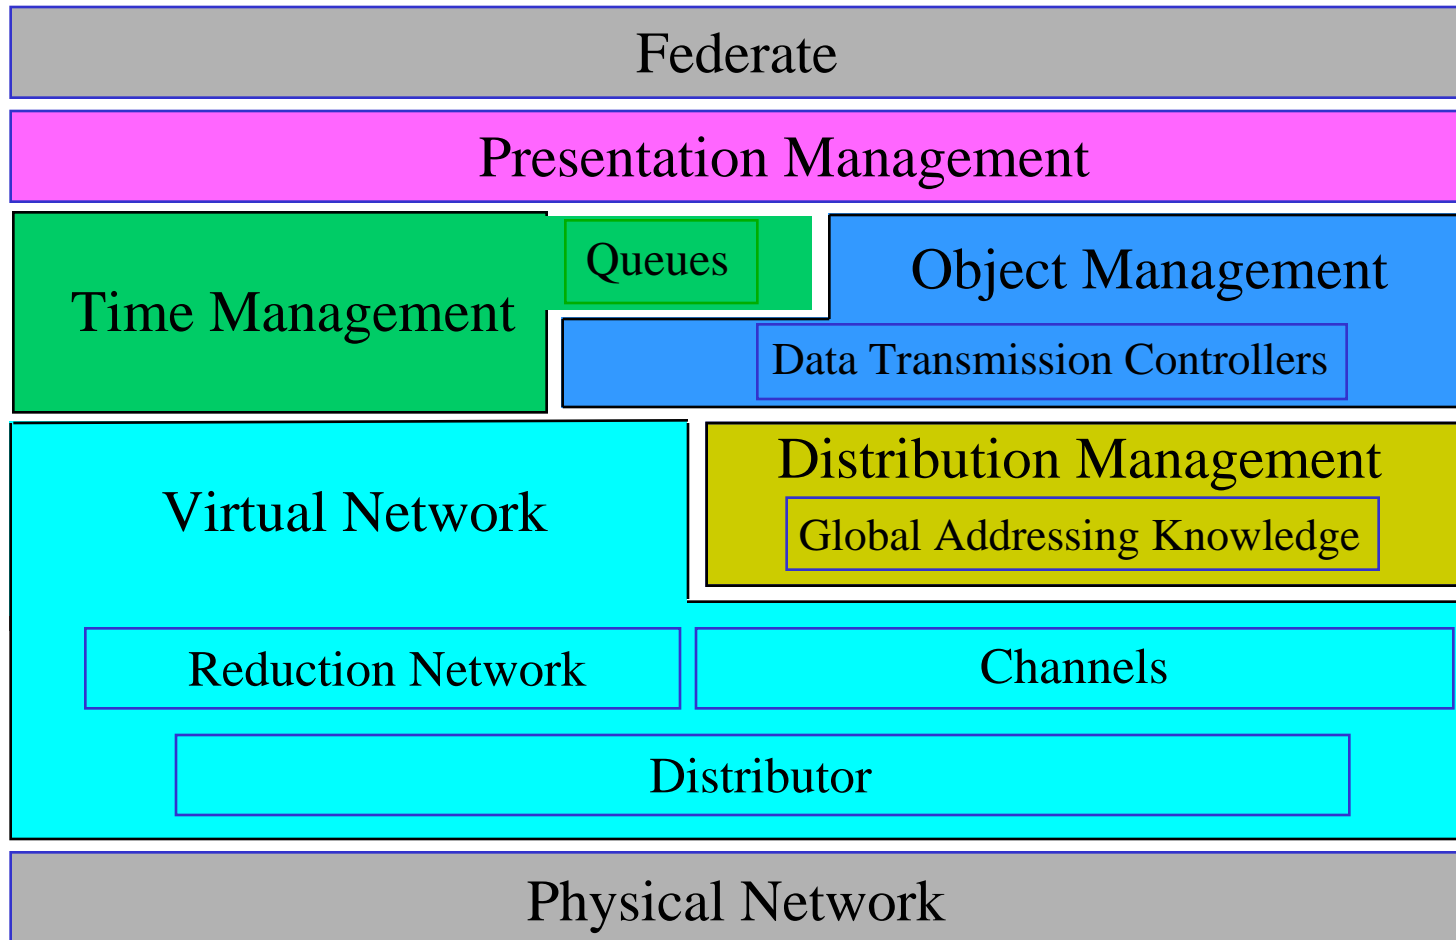 Federate
Presentation Management
Time Management
Queues
Object Management
Data Transmission Controllers
Virtual Network
Distribution Management
Global Addressing Knowledge
Reduction Network
Channels
Distributor
Physical Network